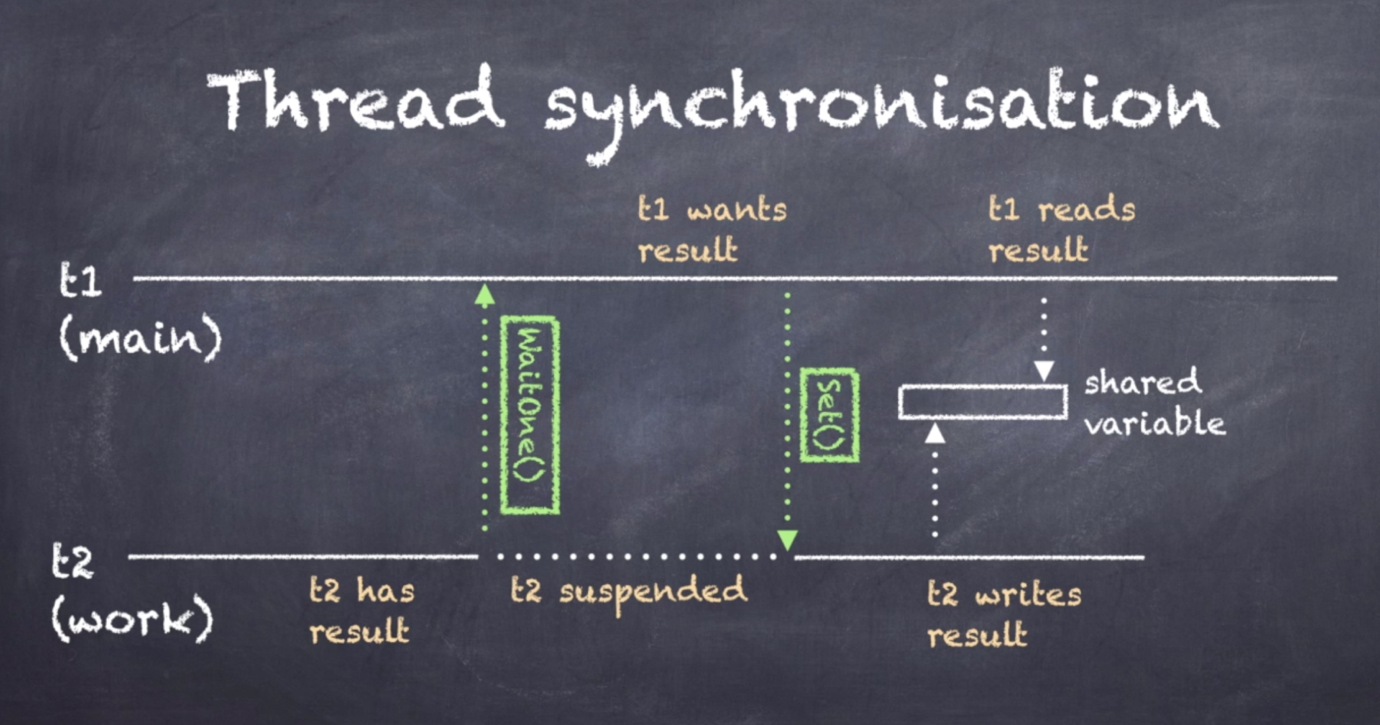 Thread synchronisation
t1 wants
result
t1 reads
result
t1
(main)
WaitOne()
Set()
shared
variable
t2
(work)
t2 has
result
t2 suspended
t2 writes
result